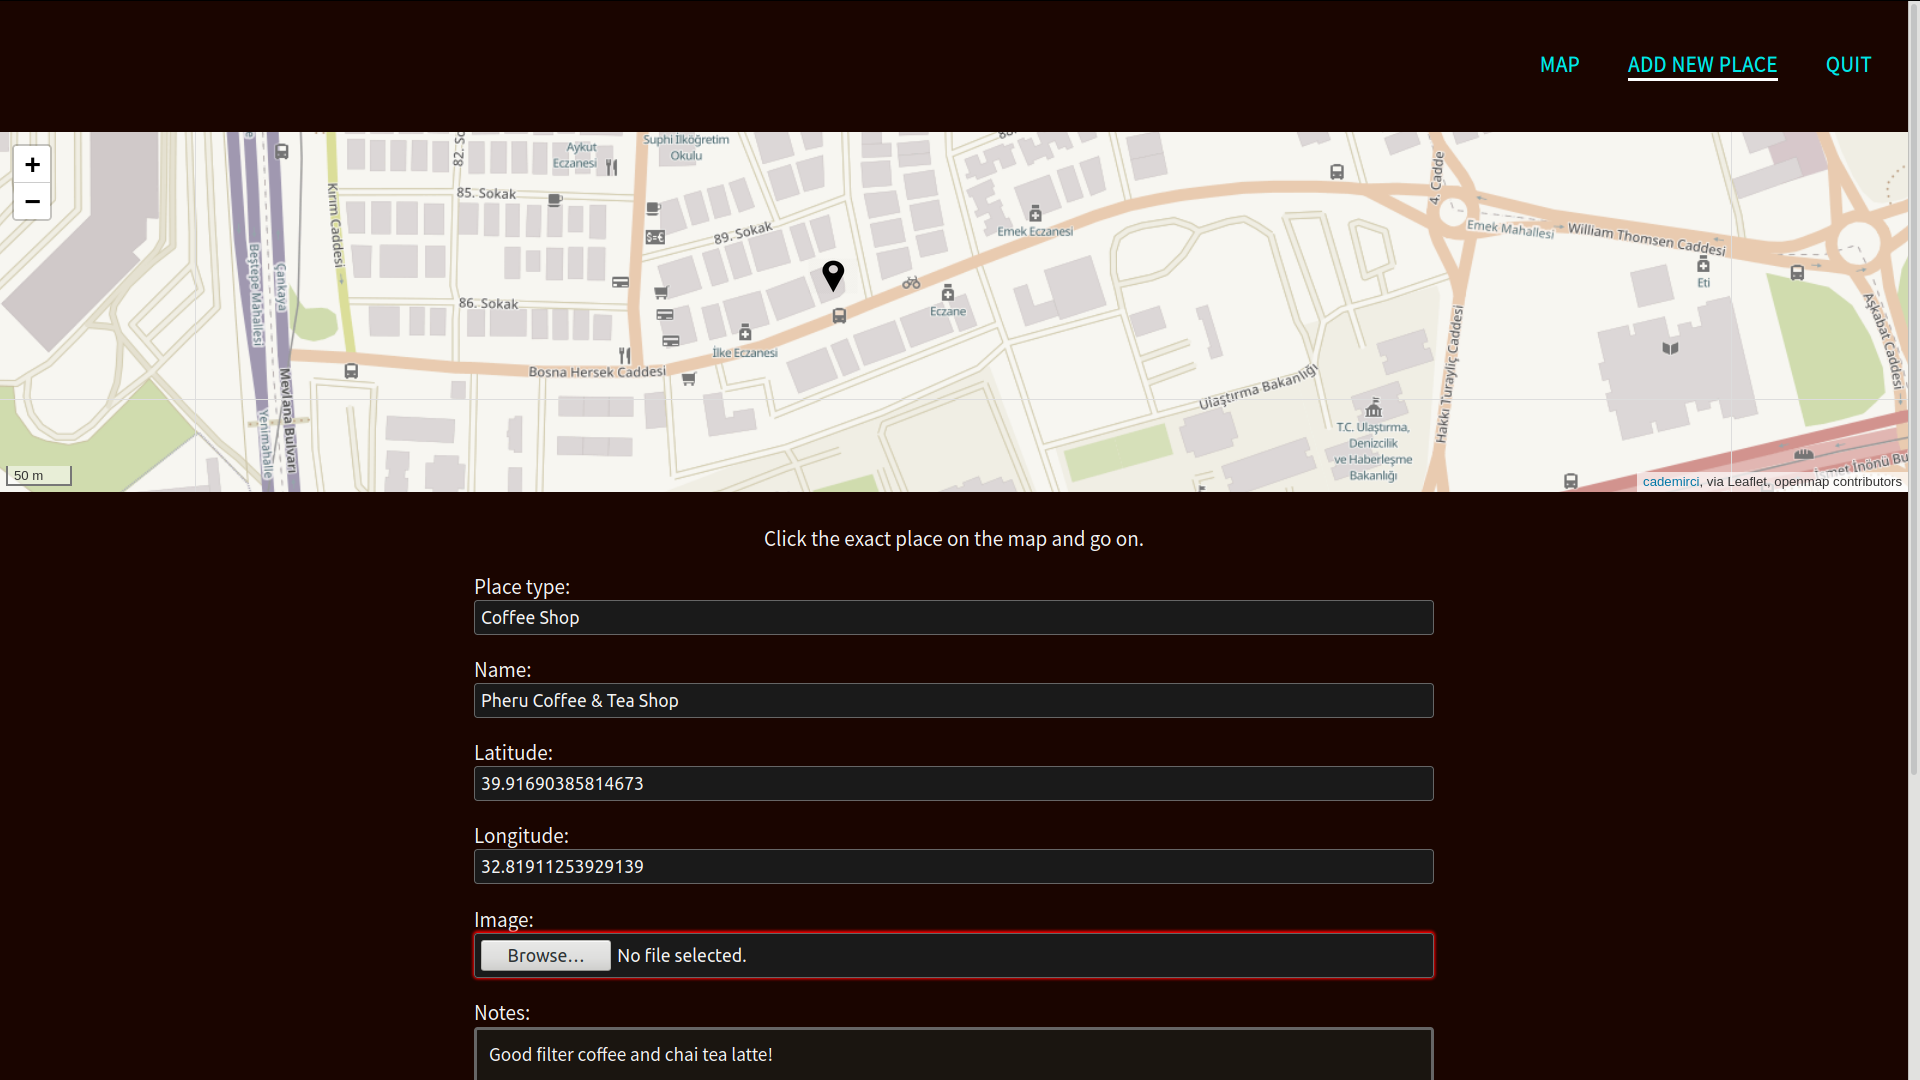 MAP
ADD NEW PLACE
QUIT
+
−
Aykut
Eczanesi
Suphi İlköğretim
Okulu
85. Sokak
89. Sokak
86. Sokak
Kırım Caddesi
Beştepe Mahallesi
Çankaya
Mevlana Bulvarı
Yenimahalle
Bosna Hersek Caddesi
İlke Eczanesi
Eczane
Emek Eczanesi
4. Cadde
Emek Mahallesi
William Thomsen Caddesi
Eti
Aşkabat Caddesi
Hakkı Turayliç Caddesi
Ulaştırma Bakanlığı
T.C. Ulaştırma,
Denizcilik
ve Haberleşme
Bakanlığı
50 m
cademirci, via Leaflet, openmap contributors
Click the exact place on the map and go on.
Place type:
Coffee Shop
Name:
Pheru Coffee & Tea Shop
Latitude:
39.91690385814673
Longitude:
32.81911253929139
Image:
Browse… No file selected.
Notes:
Good filter coffee and chai tea latte!